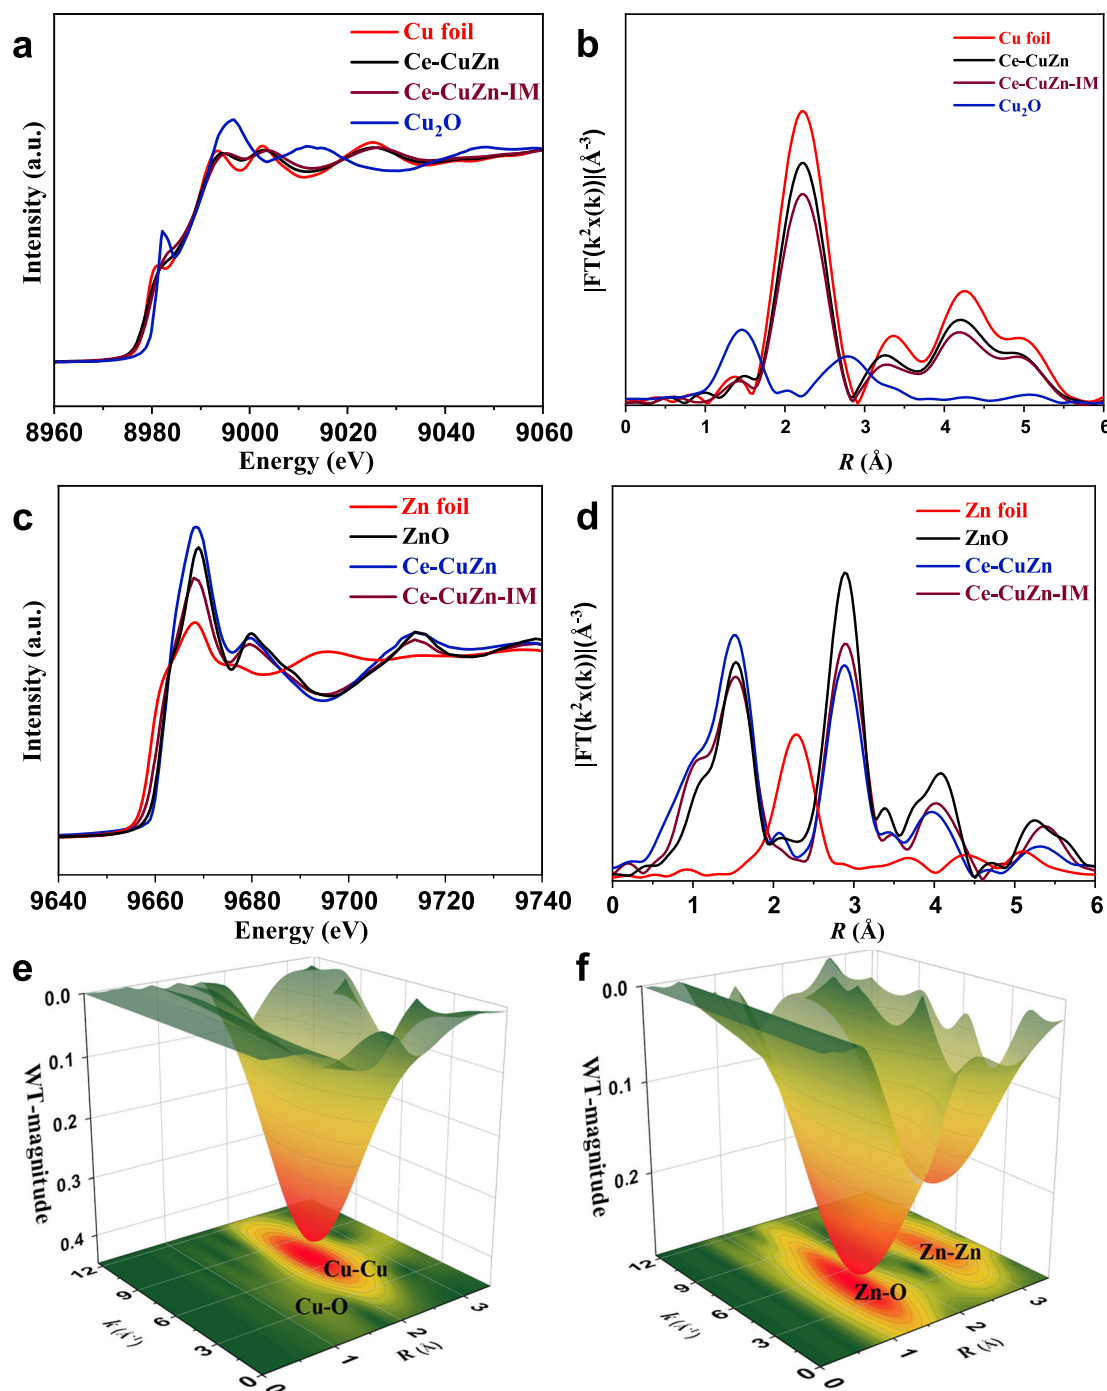 a
Cu foil
Ce-CuZn
Ce-CuZn-IM
Cu₂O
Intensity (a.u.)
8960 8980 9000 9020 9040 9060
Energy (eV)
b
Cu foil
Ce-CuZn
Ce-CuZn-IM
Cu₂O
|FT(k²x(k))|(Å⁻³)
0 1 2 3 4 5 6
R (Å)
c
Zn foil
ZnO
Ce-CuZn
Ce-CuZn-IM
Intensity (a.u.)
9640 9660 9680 9700 9720 9740
Energy (eV)
d
Zn foil
ZnO
Ce-CuZn
Ce-CuZn-IM
|FT(k²x(k))|(Å⁻³)
0 1 2 3 4 5 6
R (Å)
e
0.0
0.1
0.2
0.3
0.4
WT-magnitude
Cu-Cu
Cu-O
12 9 6 3 0
k (Å⁻¹)
0 1 2 3
R (Å)
f
0.0
0.1
0.2
WT-magnitude
Zn-Zn
Zn-O
12 9 6 3 0
k (Å⁻¹)
0 1 2 3
R (Å)